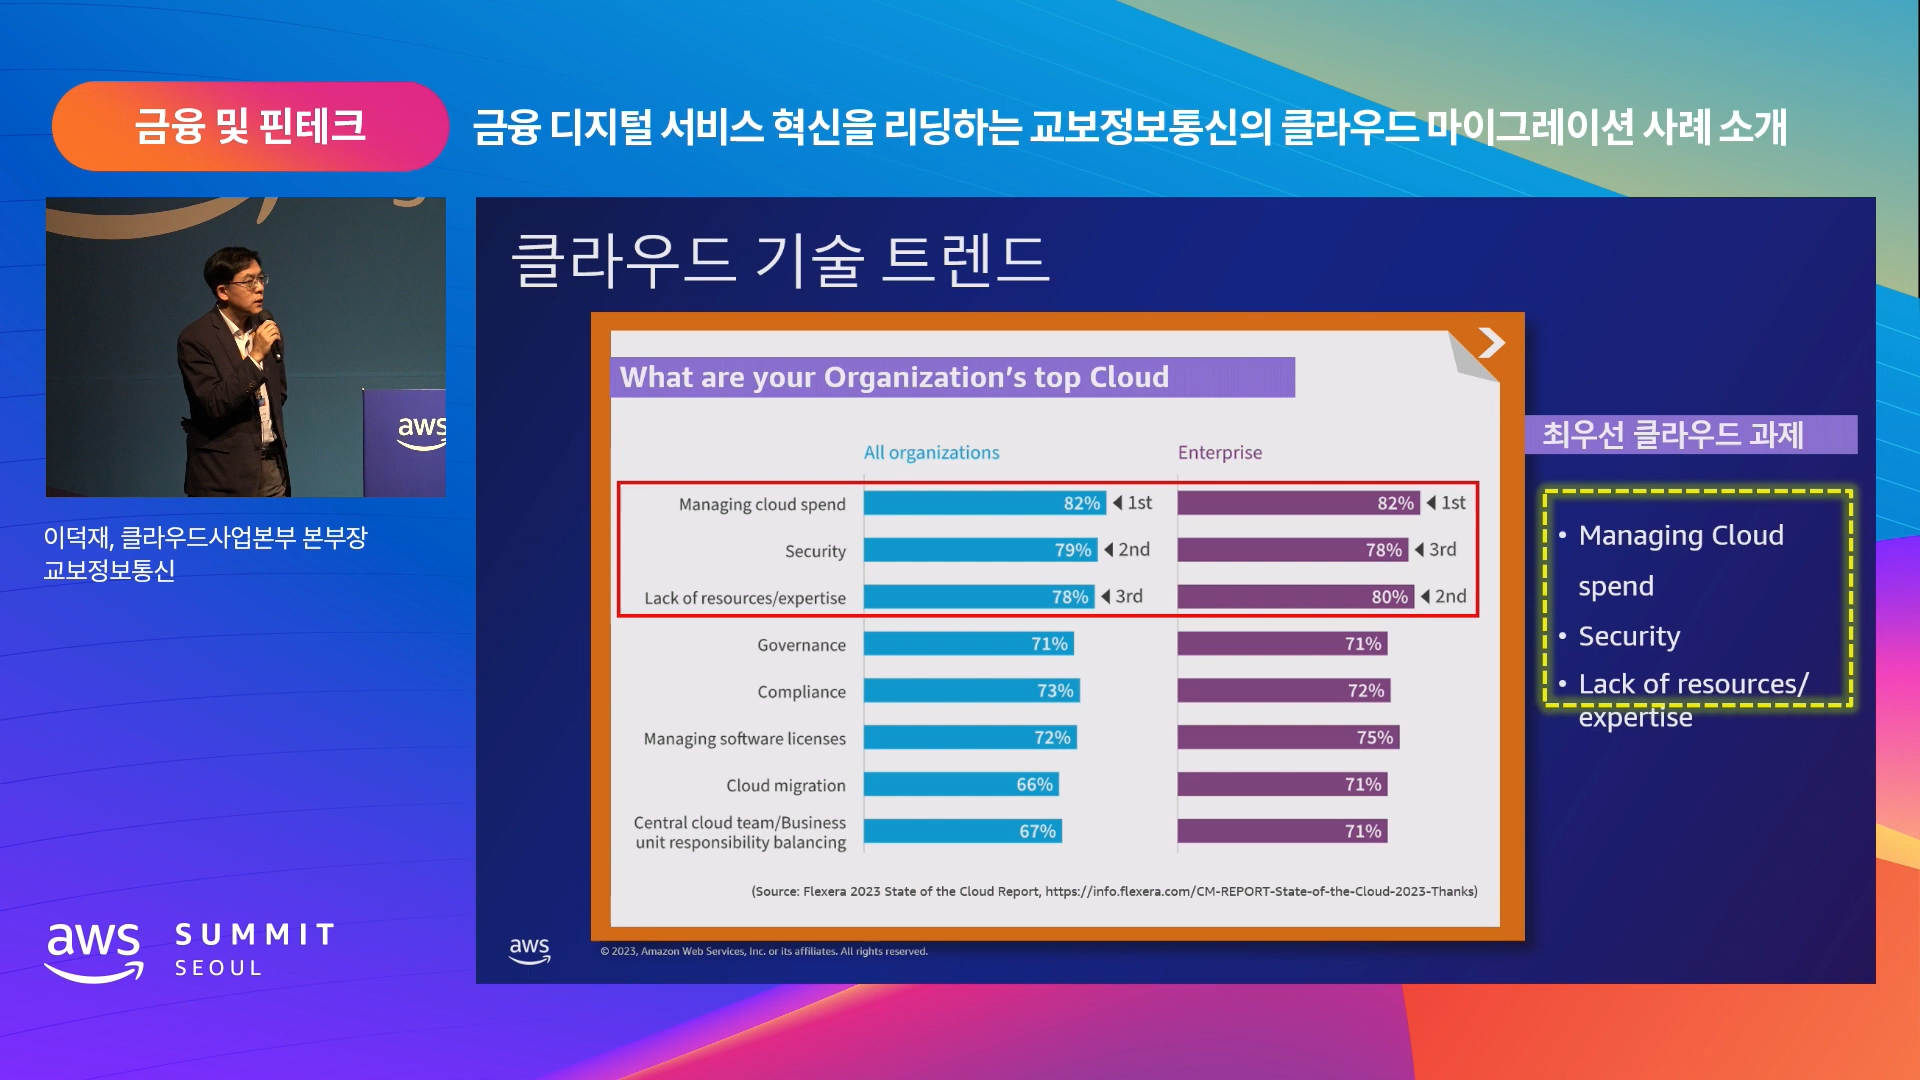 금융 및 핀테크
금융 디지털 서비스 혁신을 리딩하는 교보정보통신의 클라우드 마이그레이션 사례 소개
aws
이덕재, 클라우드사업본부 본부장
교보정보통신
aws
SUMMIT
SEOUL
클라우드 기술 트렌드
What are your Organization's top Cloud
All organizations Enterprise
Managing cloud spend 82% 1st 82% 1st
Security 79% 2nd 78% 3rd
Lack of resources/expertise 78% 3rd 80% 2nd
Governance 71% 71%
Compliance 73% 72%
Managing software licenses 72% 75%
Cloud migration 66% 71%
Central cloud team/Business
unit responsibility balancing 67% 71%
(Source: Flexera 2023 State of the Cloud Report, https://info.flexera.com/CM-REPORT-State-of-the-Cloud-2023-Thanks)
최우선 클라우드 과제
• Managing Cloud
spend
• Security
• Lack of resources/
expertise
aws
© 2023, Amazon Web Services, Inc. or its affiliates. All rights reserved.